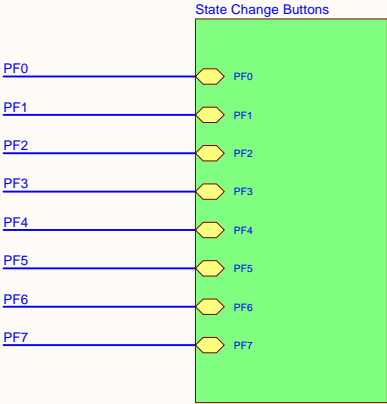 State Change Buttons
PF0 PF0
PF1 PF1
PF2 PF2
PF3 PF3
PF4 PF4
PF5 PF5
PF6 PF6
PF7 PF7